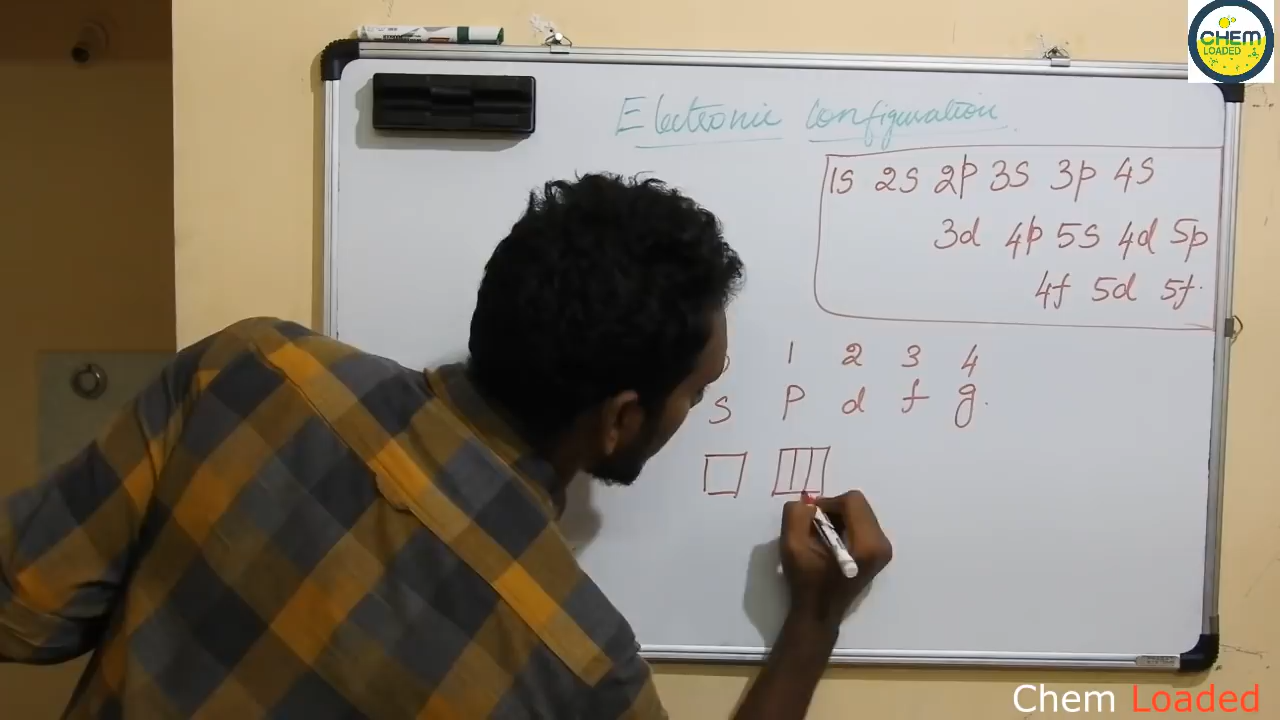 CHEM
LOADED
Electronic configuration
1s 2s 2p 3s 3p 4s
3d 4p 5s 4d 5p
4f 5d 5f.
1 2 3 4
s p d f g.
Chem Loaded